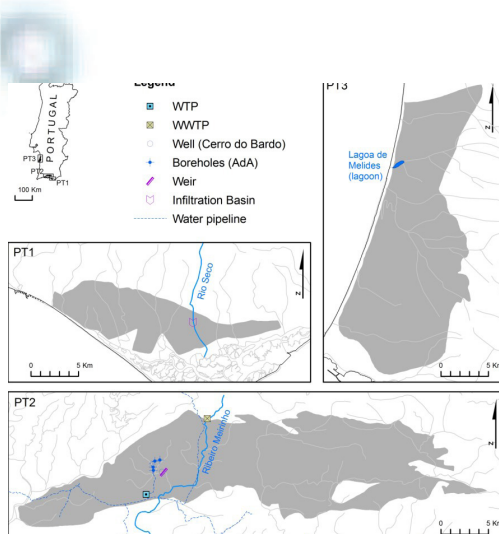 Legend
PORTUGAL
PT3
PT2
PT1
100 Km
WTP
WWTP
Well (Cerro do Bardo)
Boreholes (AdA)
Weir
Infiltration Basin
Water pipeline
PT3
N
Lagoa de
Melides
(lagoon)
0 5 Km
PT1
N
Rio Seco
0 5 Km
PT2
N
Ribeiro Meirinho
0 5 Km